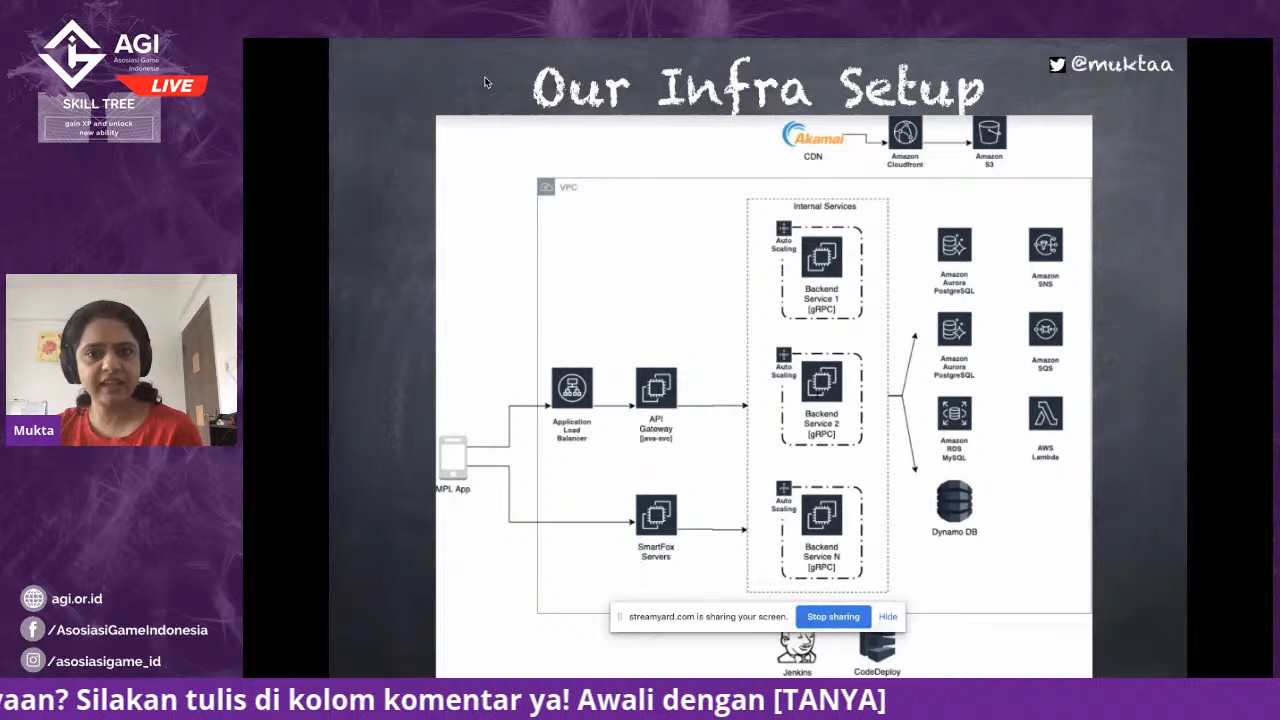 AGI
Asosiasi Game
Indonesia
LIVE
SKILL TREE
gain XP and unlock
new ability
Our Infra Setup
@muktaa
Akamai
CDN
Amazon
Cloudfront
Amazon
S3
VPC
Internal Services
Auto
Scaling
Backend
Service 1
[gRPC]
Auto
Scaling
Backend
Service 2
[gRPC]
Auto
Scaling
Backend
Service N
[gRPC]
Amazon
Aurora
PostgreSQL
Amazon
SNS
Amazon
Aurora
PostgreSQL
Amazon
SQS
Amazon
RDS
MySQL
AWS
Lambda
Dynamo DB
Application
Load
Balancer
API
Gateway
[java-svc]
MPL App
SmartFox
Servers
streamyard.com is sharing your screen.
Stop sharing
Hide
Jenkins
CodeDeploy
Mukta
agi.or.id
/AsosiasiGameIndonesia
/asosiasigame_id
yaan? Silakan tulis di kolom komentar ya! Awali dengan [TANYA]